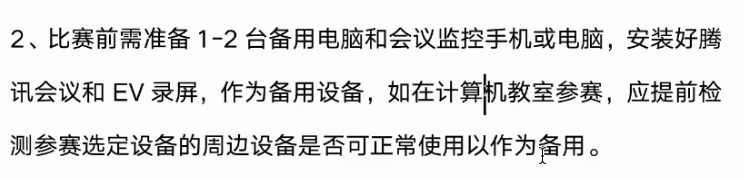 2、比赛前需准备 1-2 台备用电脑和会议监控手机或电脑，安装好腾
讯会议和 EV 录屏，作为备用设备，如在计算机教室参赛，应提前检
测参赛选定设备的周边设备是否可正常使用以作为备用。